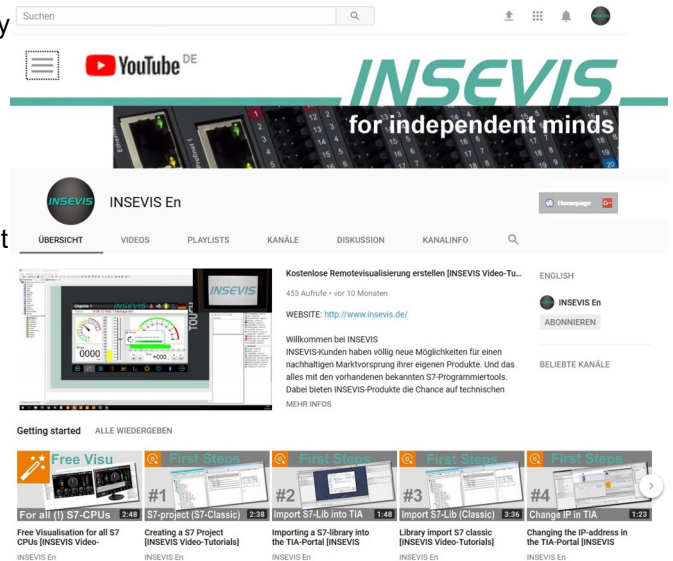 y
Suchen
YouTube DE
INSEVIS
for independent minds
INSEVIS
INSEVIS En
Homepage G+
ÜBERSICHT VIDEOS PLAYLISTS KANÄLE DISKUSSION KANALINFO
t
Kostenlose Remotevisualisierung erstellen [INSEVIS Video-Tu...
453 Aufrufe • vor 10 Monaten
WEBSITE: http://www.insevis.de/
Willkommen bei INSEVIS
INSEVIS-Kunden haben völlig neue Möglichkeiten für einen
nachhaltigen Marktvorsprung ihrer eigenen Produkte. Und das
alles mit den vorhandenen bekannten S7-Programmiertools.
Dabei bieten INSEVIS-Produkte die Chance auf technischen
MEHR INFOS
INSEVIS
TOUCH
0000
+000
ENGLISH
INSEVIS En
ABONNIEREN
BELIEBTE KANÄLE
Getting started ALLE WIEDERGEBEN
Free Visu
For all (!) S7-CPUs 2:48
First Steps
#1
S7-project (S7-Classic) 2:38
First Steps
#2
Import S7-Lib into TIA 1:48
First Steps
#3
Import S7-Lib (Classic) 3:36
First Steps
#4
Change IP in TIA 1:23
Free Visualisation for all S7
CPUs [INSEVIS Video-
INSEVIS En
Creating a S7 Project
[INSEVIS Video-Tutorials]
INSEVIS En
Importing a S7-library into
the TIA-Portal [INSEVIS
INSEVIS En
Library import S7 classic
[INSEVIS Video-Tutorials]
INSEVIS En
Changing the IP-address in
the TIA-Portal [INSEVIS
INSEVIS En